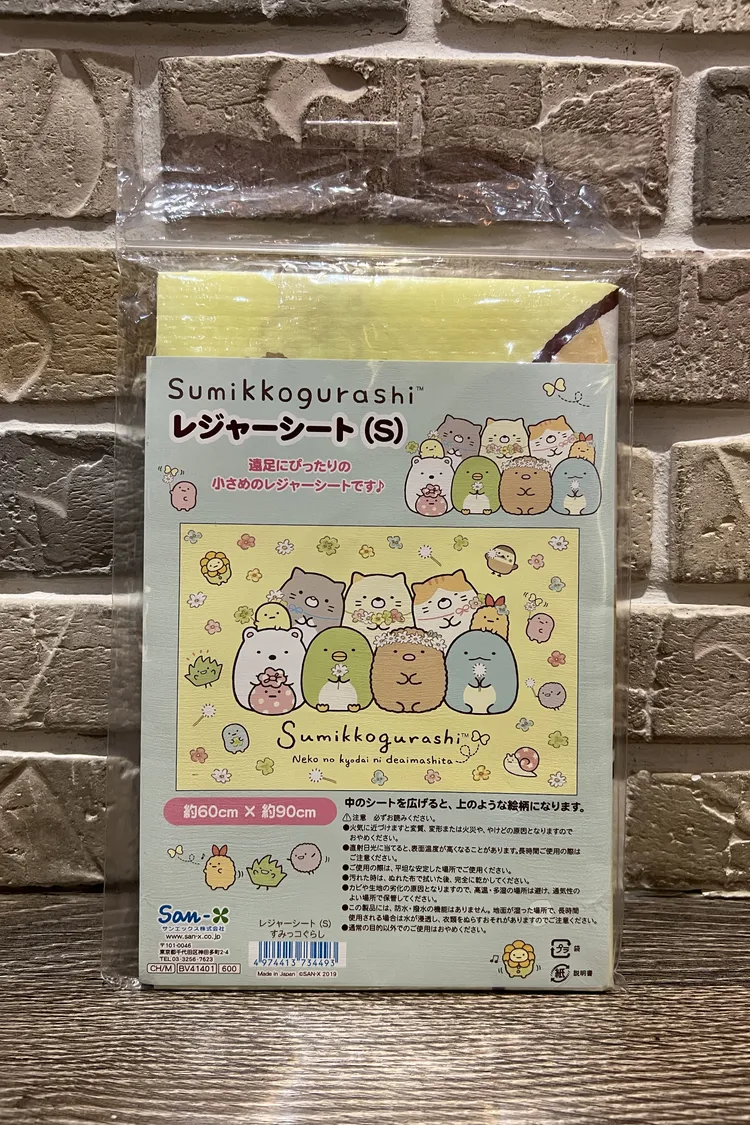 Sumikkogurashi™
レジャーシート(S)
遠足にぴったりの
小さめのレジャーシートです♪
Sumikkogurashi™
Neko no kyodai ni deaimashita
約60cm × 約90cm
中のシートを広げると、上のような絵柄になります。
⚠注意 必ずお読みください。
●火気に近づけますと変質、変形または火災や、やけどの原因となりますので
おやめください。
●直射日光に当てると、表面温度が高くなることがあります。長時間ご使用の際は
ご注意ください。
●ご使用の際は、平坦な安定した場所でご使用ください。
●汚れた時は、ぬれた布で拭いた後、完全に乾かしてください。
●カビや生地の劣化の原因となりますので、高温・多湿の場所は避け、通気性の
よい場所で保管してください。
●この製品には、防水・撥水の機能はありません。地面が湿った場所で、長時間
使用される場合は水が浸透し、衣類をぬらすおそれがありますのでご注意ください。
●通常の目的以外でのご使用はおやめください。
San-X
サンエックス株式会社
www.san-x.co.jp
〒101-0046
東京都千代田区神田多町2-4
TEL 03-3256-7623
CH/M BV41401 600
レジャーシート(S)
すみっコぐらし
4974413734493
Made in Japan ©SAN-X 2019
プラ 袋
紙 説明書